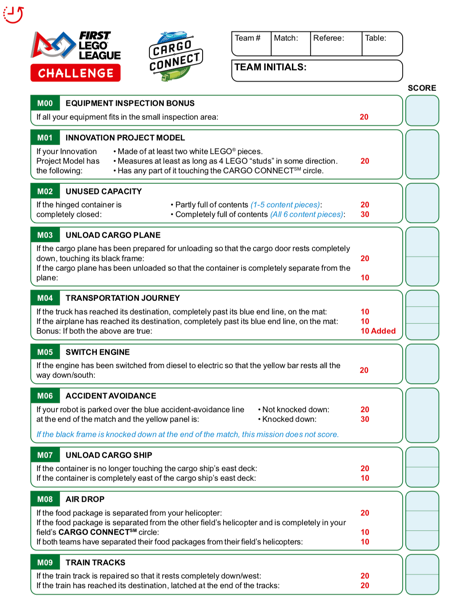 FIRST
LEGO
LEAGUE
CHALLENGE
CARGO
CONNECT
Team #
Match:
Referee:
Table:
TEAM INITIALS:
SCORE
M00 EQUIPMENT INSPECTION BONUS
If all your equipment fits in the small inspection area: 20
M01 INNOVATION PROJECT MODEL
If your Innovation • Made of at least two white LEGO® pieces.
Project Model has • Measures at least as long as 4 LEGO "studs" in some direction. 20
the following: • Has any part of it touching the CARGO CONNECT℠ circle.
M02 UNUSED CAPACITY
If the hinged container is • Partly full of contents (1-5 content pieces): 20
completely closed: • Completely full of contents (All 6 content pieces): 30
M03 UNLOAD CARGO PLANE
If the cargo plane has been prepared for unloading so that the cargo door rests completely
down, touching its black frame: 20
If the cargo plane has been unloaded so that the container is completely separate from the
plane: 10
M04 TRANSPORTATION JOURNEY
If the truck has reached its destination, completely past its blue end line, on the mat: 10
If the airplane has reached its destination, completely past its blue end line, on the mat: 10
Bonus: If both the above are true: 10 Added
M05 SWITCH ENGINE
If the engine has been switched from diesel to electric so that the yellow bar rests all the
way down/south: 20
M06 ACCIDENT AVOIDANCE
If your robot is parked over the blue accident-avoidance line • Not knocked down: 20
at the end of the match and the yellow panel is: • Knocked down: 30
If the black frame is knocked down at the end of the match, this mission does not score.
M07 UNLOAD CARGO SHIP
If the container is no longer touching the cargo ship's east deck: 20
If the container is completely east of the cargo ship's east deck: 10
M08 AIR DROP
If the food package is separated from your helicopter: 20
If the food package is separated from the other field's helicopter and is completely in your
field's CARGO CONNECT℠ circle: 10
If both teams have separated their food packages from their field's helicopters: 10
M09 TRAIN TRACKS
If the train track is repaired so that it rests completely down/west: 20
If the train has reached its destination, latched at the end of the tracks: 20